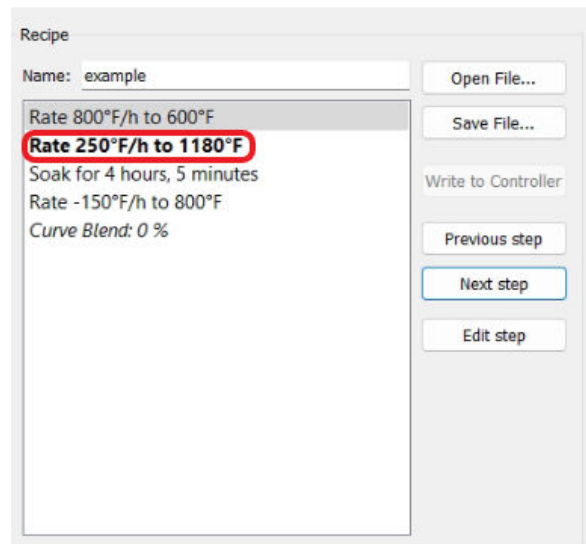 Recipe
Name: example
Open File...
Rate 800°F/h to 600°F
Save File...
Rate 250°F/h to 1180°F
Soak for 4 hours, 5 minutes
Write to Controller
Rate -150°F/h to 800°F
Curve Blend: 0 %
Previous step
Next step
Edit step